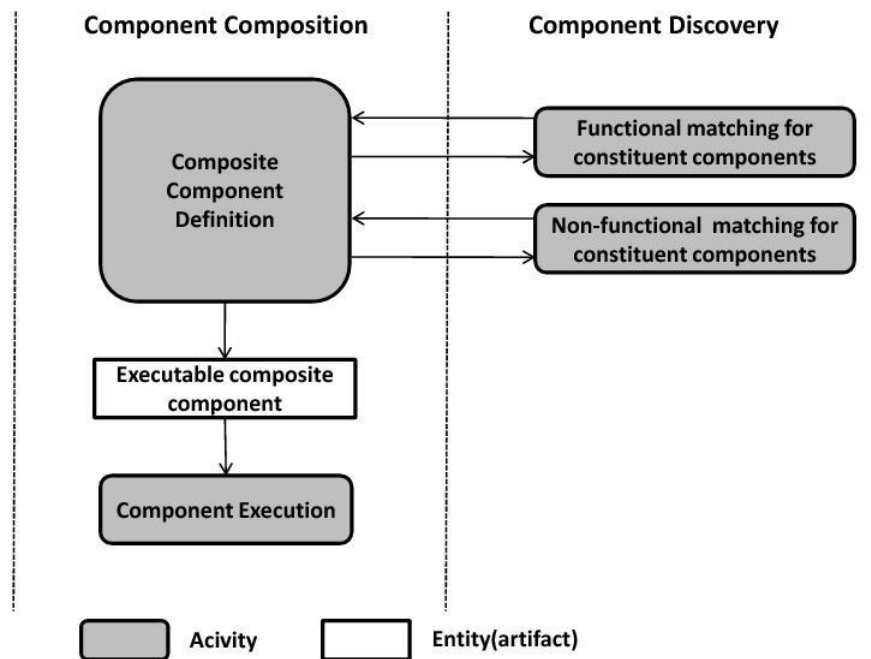 Component Composition
Component Discovery
Composite
Component
Definition
Functional matching for
constituent components
Non-functional matching for
constituent components
Executable composite
component
Component Execution
Acivity
Entity(artifact)